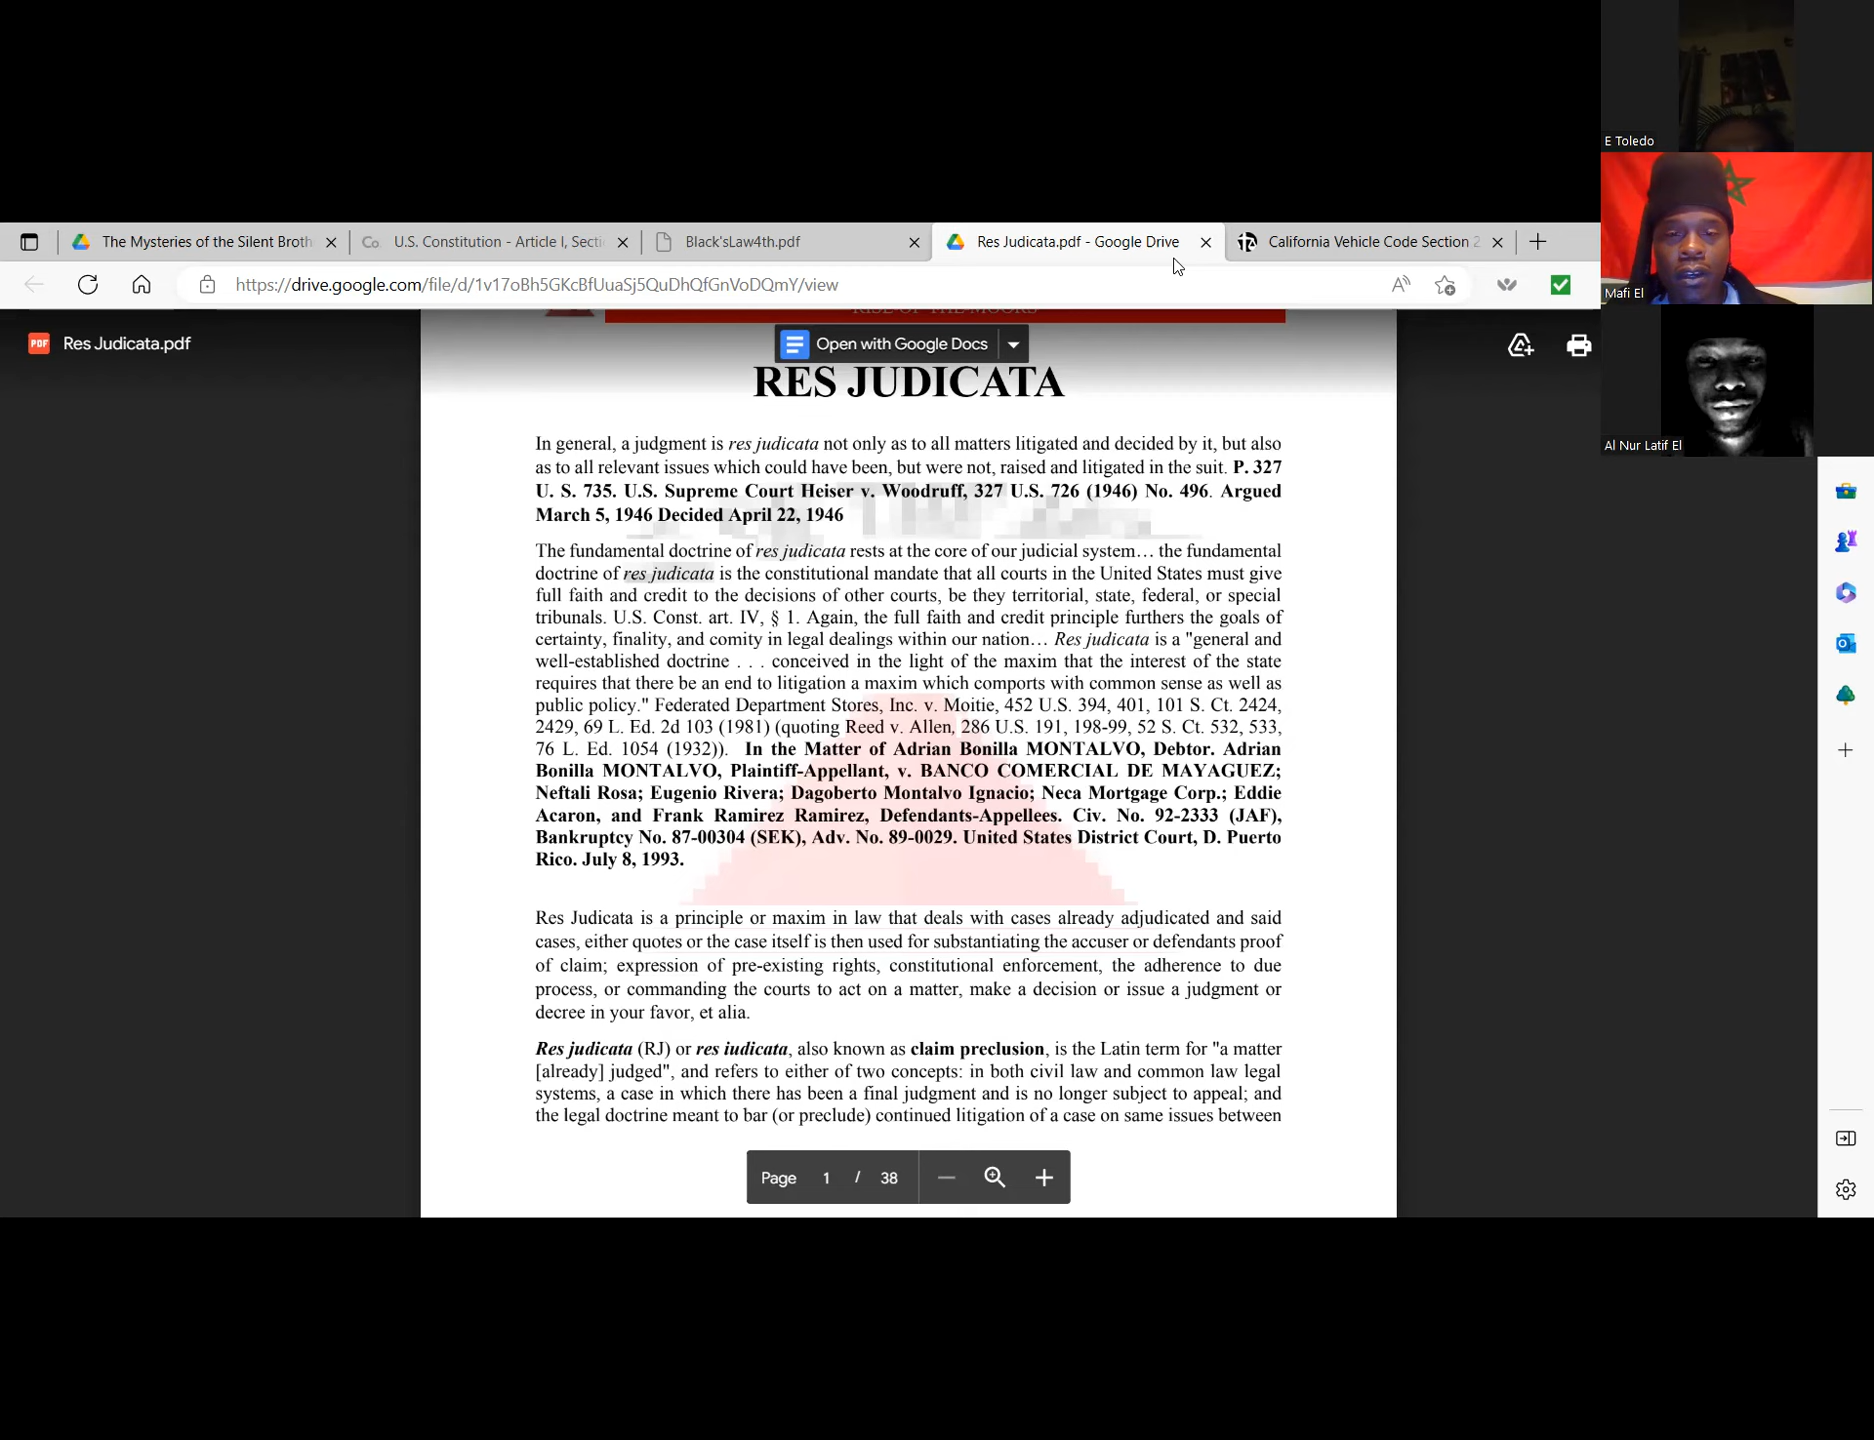 E Toledo
The Mysteries of the Silent Broth
U.S. Constitution - Article I, Secti
Black'sLaw4th.pdf
Res Judicata.pdf - Google Drive
California Vehicle Code Section 2
Mafi El
https://drive.google.com/file/d/1v17oBh5GKcBfUuaSj5QuDhQfGnVoDQmY/view
RISE OF THE MOORS
PDF Res Judicata.pdf
Open with Google Docs
RES JUDICATA
Al Nur Latif El
In general, a judgment is res judicata not only as to all matters litigated and decided by it, but also
as to all relevant issues which could have been, but were not, raised and litigated in the suit. P. 327
U. S. 735. U.S. Supreme Court Heiser v. Woodruff, 327 U.S. 726 (1946) No. 496. Argued
March 5, 1946 Decided April 22, 1946
The fundamental doctrine of res judicata rests at the core of our judicial system… the fundamental
doctrine of res judicata is the constitutional mandate that all courts in the United States must give
full faith and credit to the decisions of other courts, be they territorial, state, federal, or special
tribunals. U.S. Const. art. IV, § 1. Again, the full faith and credit principle furthers the goals of
certainty, finality, and comity in legal dealings within our nation… Res judicata is a "general and
well-established doctrine . . . conceived in the light of the maxim that the interest of the state
requires that there be an end to litigation a maxim which comports with common sense as well as
public policy." Federated Department Stores, Inc. v. Moitie, 452 U.S. 394, 401, 101 S. Ct. 2424,
2429, 69 L. Ed. 2d 103 (1981) (quoting Reed v. Allen, 286 U.S. 191, 198-99, 52 S. Ct. 532, 533,
76 L. Ed. 1054 (1932)). In the Matter of Adrian Bonilla MONTALVO, Debtor. Adrian
Bonilla MONTALVO, Plaintiff-Appellant, v. BANCO COMERCIAL DE MAYAGUEZ;
Neftali Rosa; Eugenio Rivera; Dagoberto Montalvo Ignacio; Neca Mortgage Corp.; Eddie
Acaron, and Frank Ramirez Ramirez, Defendants-Appellees. Civ. No. 92-2333 (JAF),
Bankruptcy No. 87-00304 (SEK), Adv. No. 89-0029. United States District Court, D. Puerto
Rico. July 8, 1993.
Res Judicata is a principle or maxim in law that deals with cases already adjudicated and said
cases, either quotes or the case itself is then used for substantiating the accuser or defendants proof
of claim; expression of pre-existing rights, constitutional enforcement, the adherence to due
process, or commanding the courts to act on a matter, make a decision or issue a judgment or
decree in your favor, et alia.
Res judicata (RJ) or res iudicata, also known as claim preclusion, is the Latin term for "a matter
[already] judged", and refers to either of two concepts: in both civil law and common law legal
systems, a case in which there has been a final judgment and is no longer subject to appeal; and
the legal doctrine meant to bar (or preclude) continued litigation of a case on same issues between
Page 1 / 38